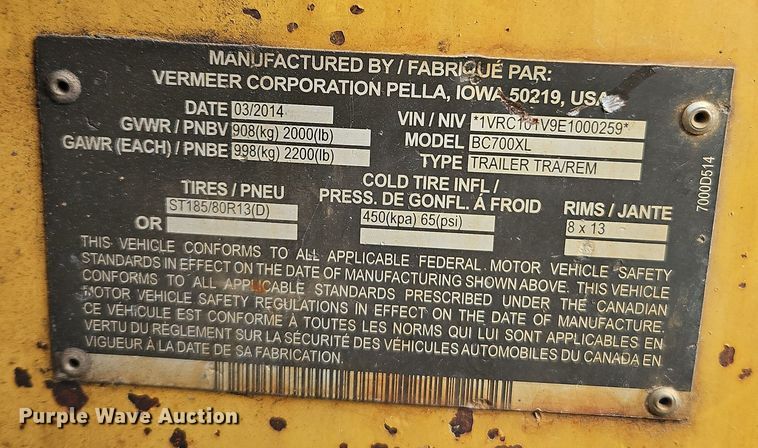 MANUFACTURED BY / FABRIQUÉ PAR:
VERMEER CORPORATION PELLA, IOWA 50219, USA
DATE 03/2014
VIN / NIV *1VRC101V9E1000259*
GVWR / PNBV 908(kg) 2000(lb)
MODEL BC700XL
GAWR (EACH) / PNBE 998(kg) 2200(lb)
TYPE TRAILER TRA/REM
TIRES / PNEU
COLD TIRE INFL /
PRESS. DE GONFL. Á FROID
RIMS / JANTE
ST185/80R13(D)
450(kpa) 65(psi)
8 x 13
OR
THIS VEHICLE CONFORMS TO ALL APPLICABLE FEDERAL MOTOR VEHICLE SAFETY
STANDARDS IN EFFECT ON THE DATE OF MANUFACTURING SHOWN ABOVE. THIS VEHICLE
CONFORMS TO ALL APPLICABLE STANDARDS PRESCRIBED UNDER THE CANADIAN
MOTOR VEHICLE SAFETY REGULATIONS IN EFFECT ON THE DATE OF MANUFACTURE.
CE VÉHICULE EST CONFORME À TOUTES LES NORMS QUI LUI SONT APPLICABLES EN
VERTU DU RÉGLEMENT SUR LA SÉCURITÉ DES VÉHICULES AUTOMOBILES DU CANADA EN
VIGUEUR À LA DATE DE SA FABRICATION.
7000D514
Purple Wave Auction